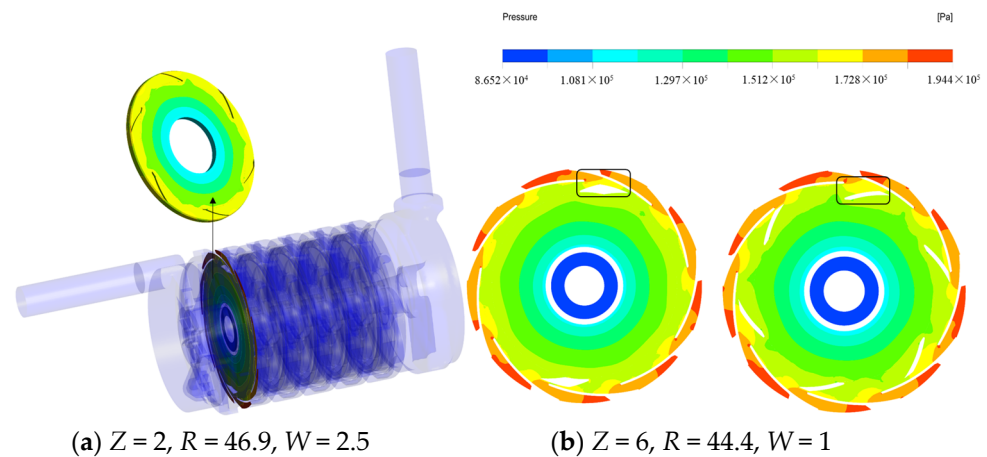 Pressure [Pa]
8.652×10⁴ 1.081×10⁵ 1.297×10⁵ 1.512×10⁵ 1.728×10⁵ 1.944×10⁵
(a) Z = 2, R = 46.9, W = 2.5 (b) Z = 6, R = 44.4, W = 1